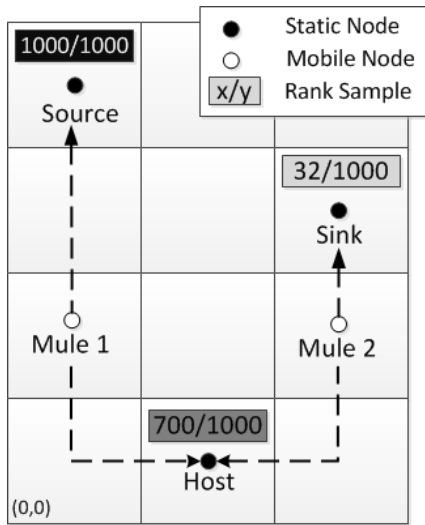 1000/1000
Static Node
Mobile Node
x/y Rank Sample
Source
32/1000
Sink
Mule 1
Mule 2
700/1000
Host
(0,0)